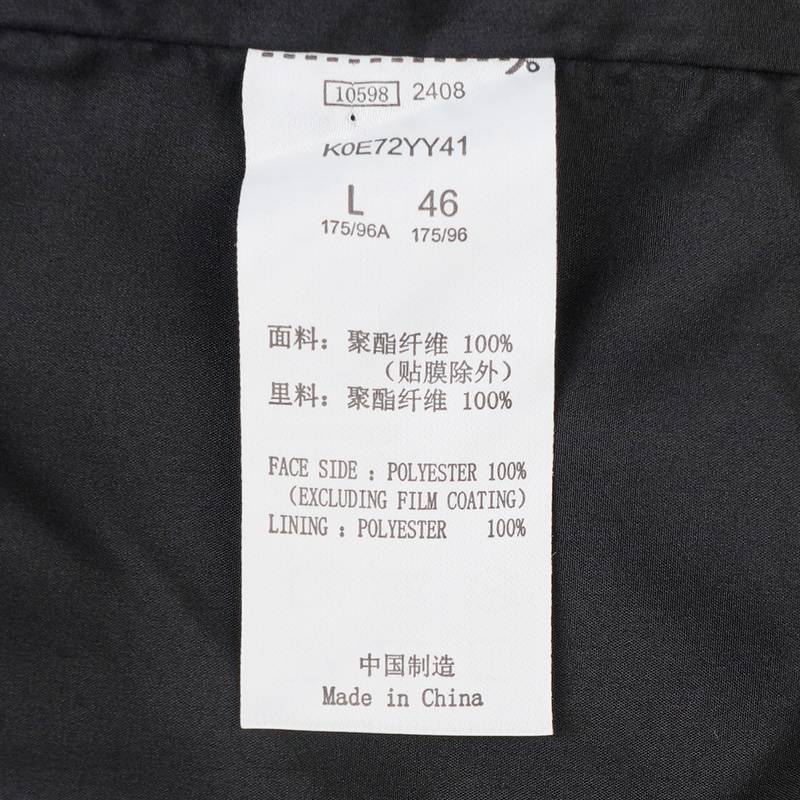 10598 2408
K0E72YY41
L 46
175/96A 175/96
面料：聚酯纤维 100%
（贴膜除外）
里料：聚酯纤维 100%
FACE SIDE : POLYESTER 100%
(EXCLUDING FILM COATING)
LINING : POLYESTER 100%
中国制造
Made in China